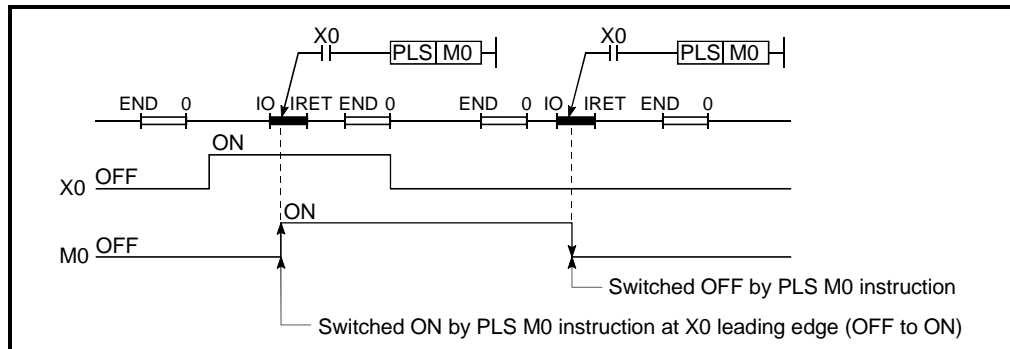 X0 X0
PLS M0 PLS M0
END 0 I0 IRET END 0 END 0 I0 IRET END 0
ON
X0 OFF
ON
M0 OFF
Switched OFF by PLS M0 instruction
Switched ON by PLS M0 instruction at X0 leading edge (OFF to ON)